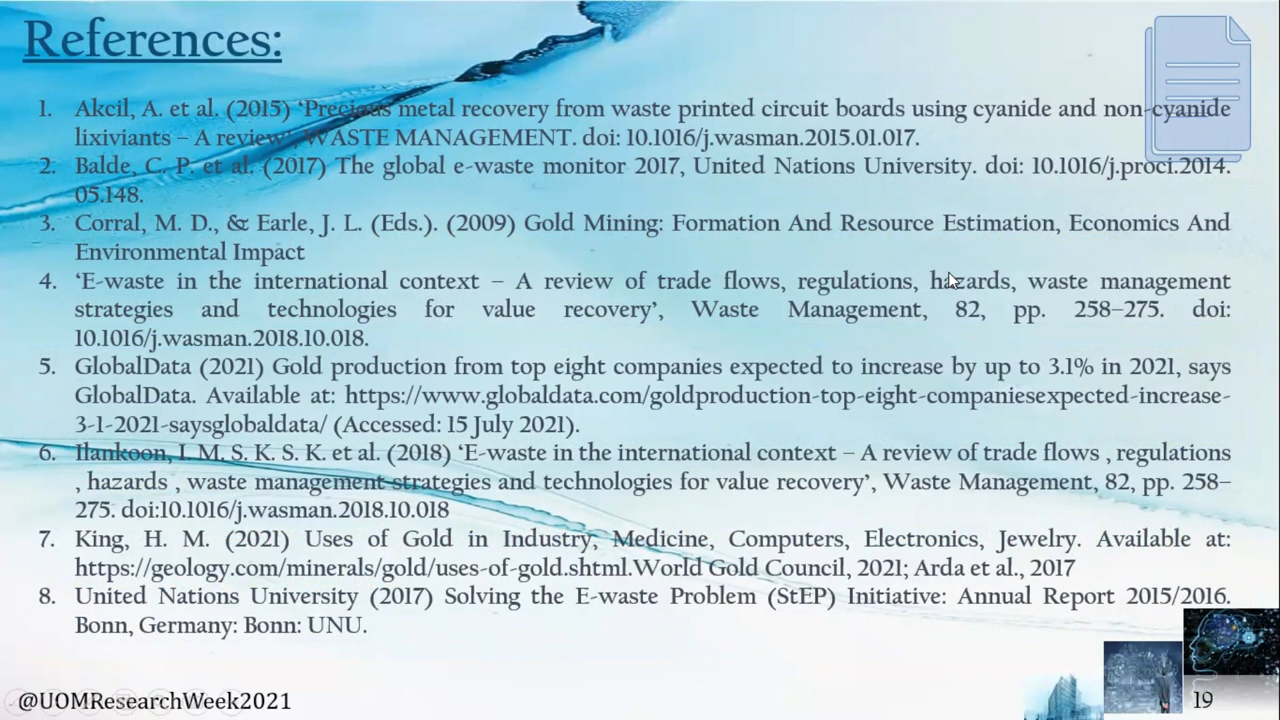 References:
1. Akcil, A. et al. (2015) ‘Precious metal recovery from waste printed circuit boards using cyanide and non-cyanide
lixiviants – A review’, WASTE MANAGEMENT. doi: 10.1016/j.wasman.2015.01.017.
2. Balde, C. P. et al. (2017) The global e-waste monitor 2017, United Nations University. doi: 10.1016/j.proci.2014.
05.148.
3. Corral, M. D., & Earle, J. L. (Eds.). (2009) Gold Mining: Formation And Resource Estimation, Economics And
Environmental Impact
4. ‘E-waste in the international context – A review of trade flows, regulations, hazards, waste management
strategies and technologies for value recovery’, Waste Management, 82, pp. 258–275. doi:
10.1016/j.wasman.2018.10.018.
5. GlobalData (2021) Gold production from top eight companies expected to increase by up to 3.1% in 2021, says
GlobalData. Available at: https://www.globaldata.com/goldproduction-top-eight-companiesexpected-increase-
3-1-2021-saysglobaldata/ (Accessed: 15 July 2021).
6. Ilankoon, I. M. S. K. S. K. et al. (2018) ‘E-waste in the international context – A review of trade flows , regulations
, hazards , waste management strategies and technologies for value recovery’, Waste Management, 82, pp. 258–
275. doi:10.1016/j.wasman.2018.10.018
7. King, H. M. (2021) Uses of Gold in Industry, Medicine, Computers, Electronics, Jewelry. Available at:
https://geology.com/minerals/gold/uses-of-gold.shtml.World Gold Council, 2021; Arda et al., 2017
8. United Nations University (2017) Solving the E-waste Problem (StEP) Initiative: Annual Report 2015/2016.
Bonn, Germany: Bonn: UNU.
@UOMResearchWeek2021
19